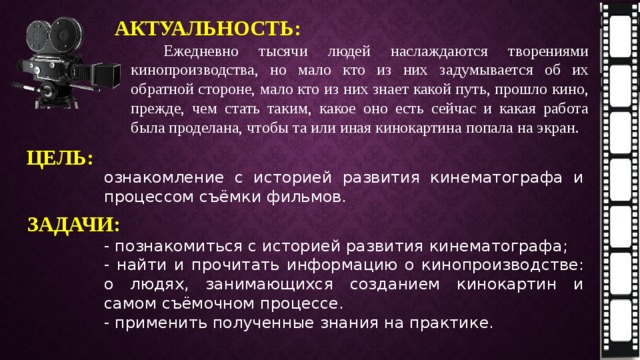 АКТУАЛЬНОСТЬ:
Ежедневно тысячи людей наслаждаются творениями
кинопроизводства, но мало кто из них задумывается об их
обратной стороне, мало кто из них знает какой путь, прошло кино,
прежде, чем стать таким, какое оно есть сейчас и какая работа
была проделана, чтобы та или иная кинокартина попала на экран.
ЦЕЛЬ:
ознакомление с историей развития кинематографа и
процессом съёмки фильмов.
ЗАДАЧИ:
- познакомиться с историей развития кинематографа;
- найти и прочитать информацию о кинопроизводстве:
о людях, занимающихся созданием кинокартин и
самом съёмочном процессе.
- применить полученные знания на практике.